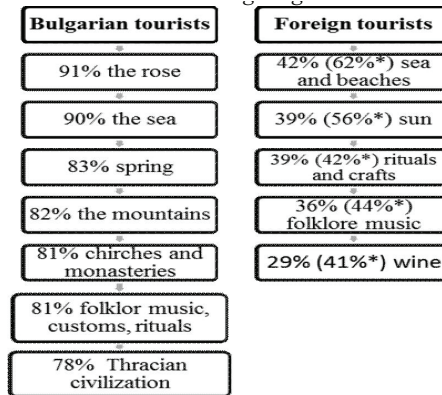 Bulgarian tourists
91% the rose
90% the sea
83% spring
82% the mountains
81% chirches and
monasteries
81% folklor music,
customs, rituals
78% Thracian
civilization
Foreign tourists
42% (62%*) sea
and beaches
39% (56%*) sun
39% (42%*) rituals
and crafts
36% (44%*)
folklore music
29% (41%*) wine